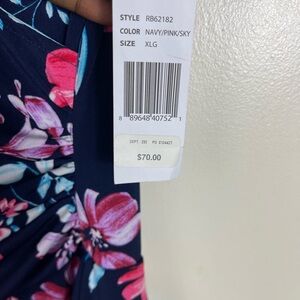 STYLE RB62182
COLOR NAVY/PINK/SKY
SIZE XLG
8 89648 40752 1
$70.00